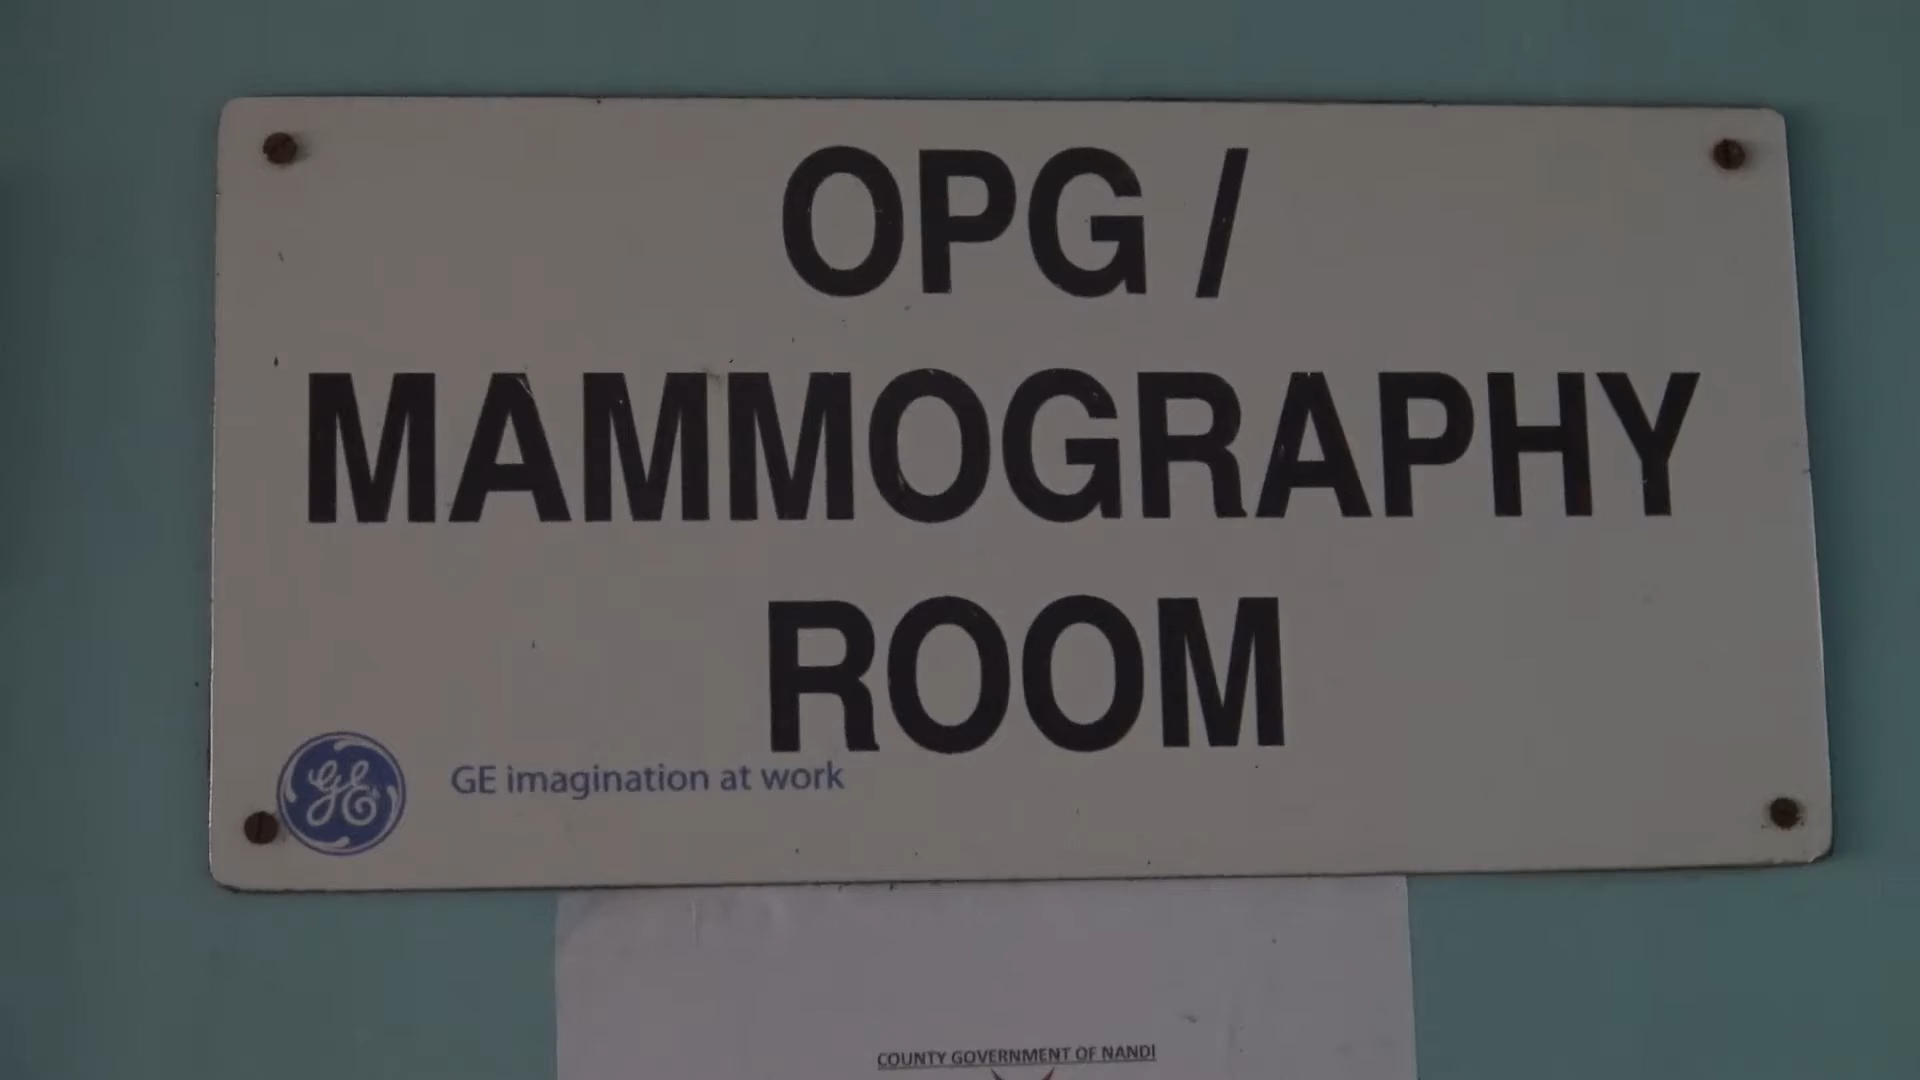 OPG /
MAMMOGRAPHY
ROOM
GE
GE imagination at work
COUNTY GOVERNMENT OF NANDI